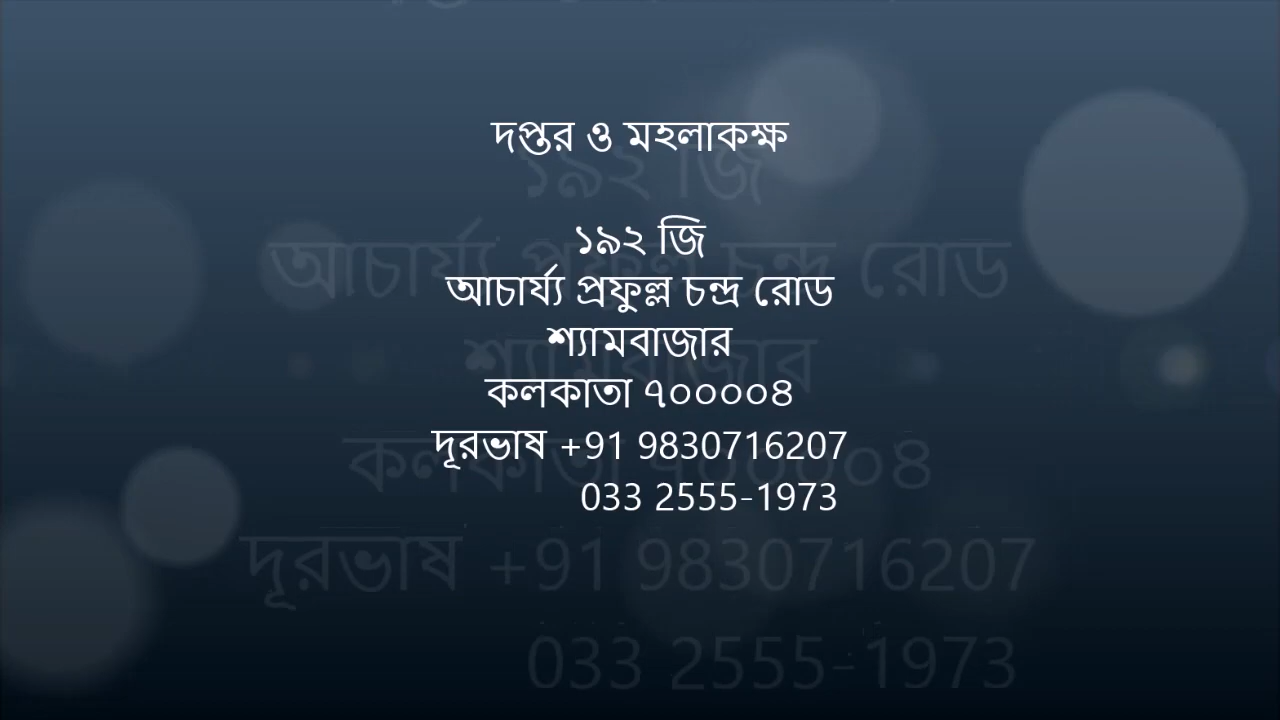 দপ্তর ও মহলাকক্ষ
১৯২ জি
আচার্য্য প্রফুল্ল চন্দ্র রোড
শ্যামবাজার
কলকাতা ৭০০০০৪
দূরভাষ +91 9830716207
033 2555-1973